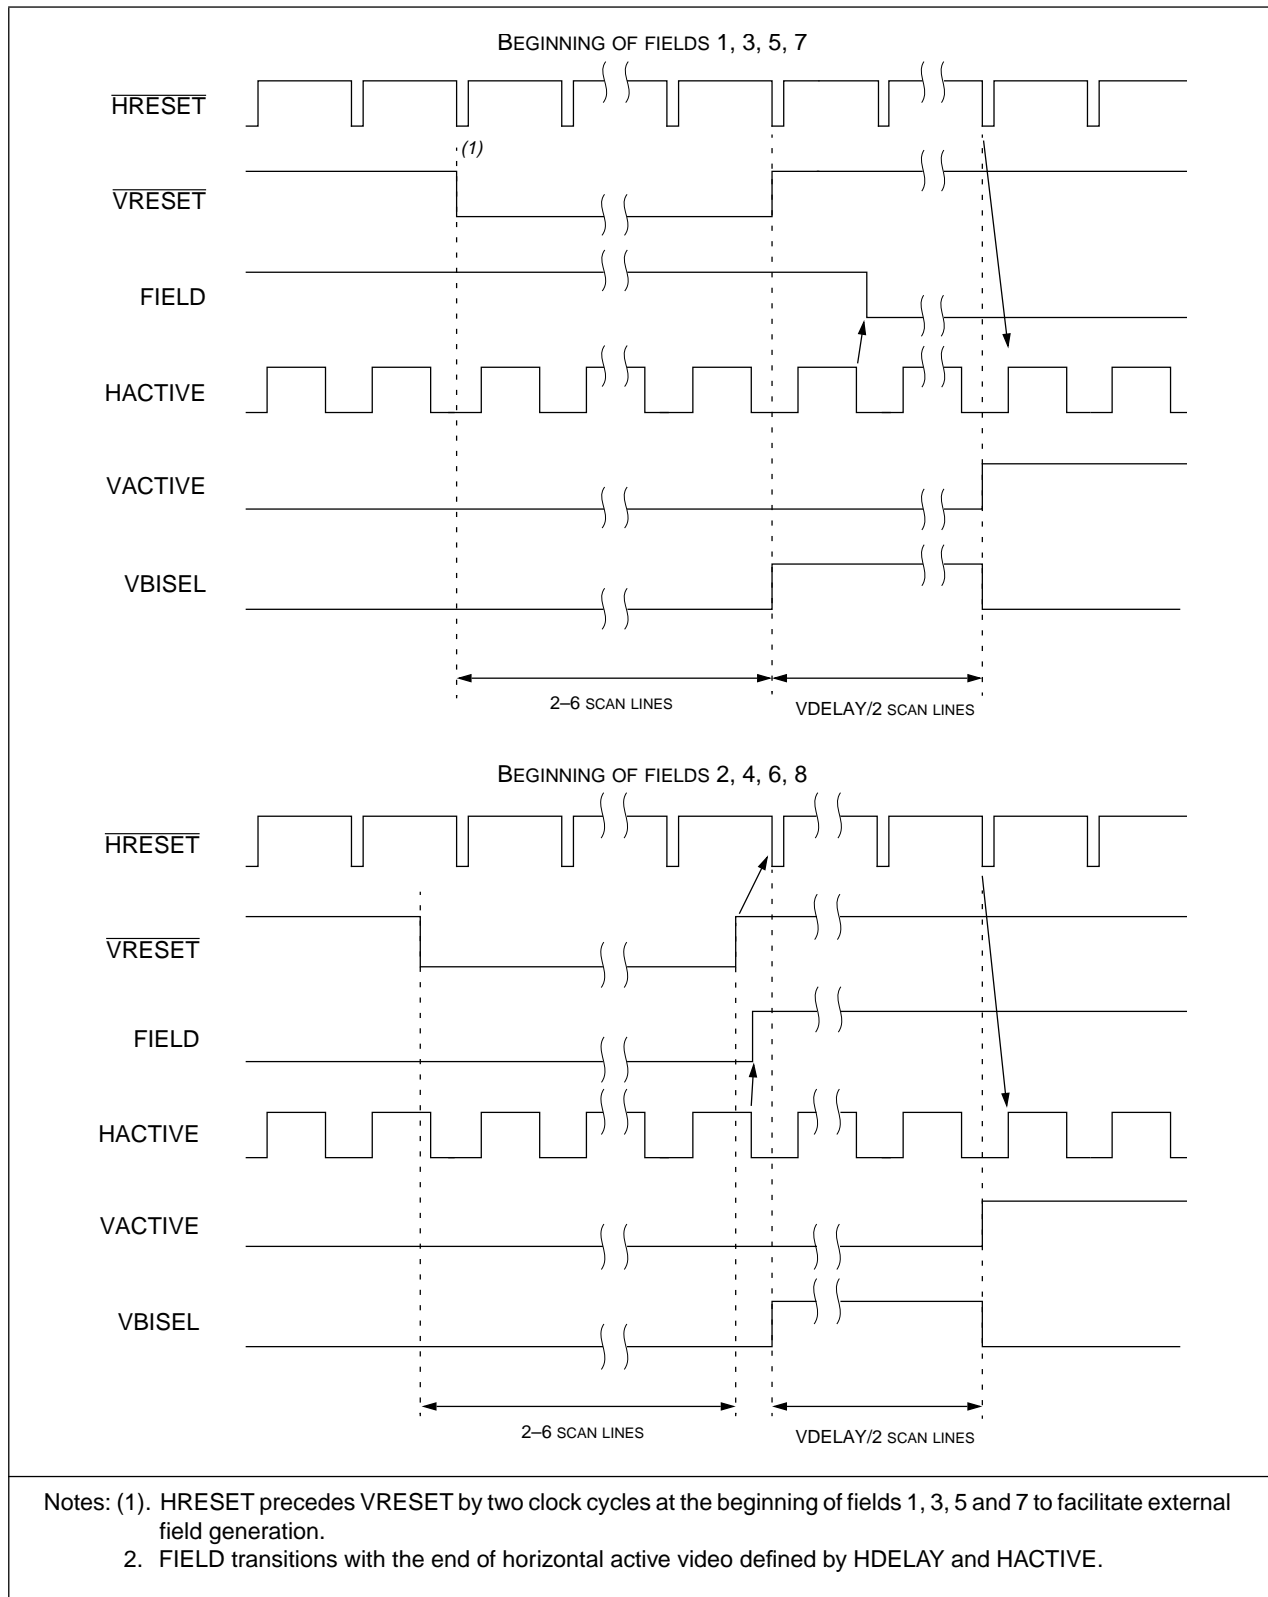 BEGINNING OF FIELDS 1, 3, 5, 7
HRESET
(1)
VRESET
FIELD
HACTIVE
VACTIVE
VBISEL
2–6 SCAN LINES
VDELAY/2 SCAN LINES
BEGINNING OF FIELDS 2, 4, 6, 8
HRESET
VRESET
FIELD
HACTIVE
VACTIVE
VBISEL
2–6 SCAN LINES
VDELAY/2 SCAN LINES
Notes: (1). HRESET precedes VRESET by two clock cycles at the beginning of fields 1, 3, 5 and 7 to facilitate external
field generation.
2. FIELD transitions with the end of horizontal active video defined by HDELAY and HACTIVE.